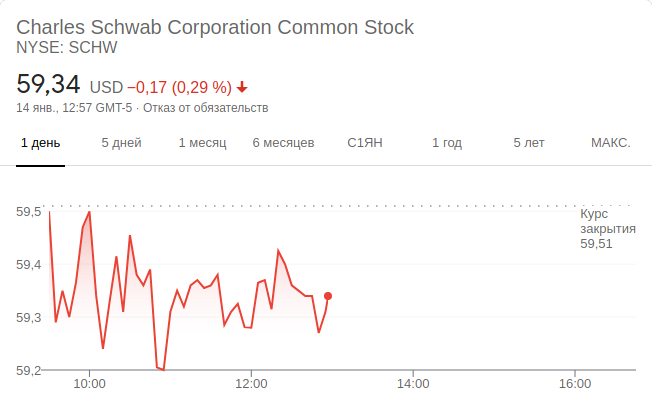 Charles Schwab Corporation Common Stock
NYSE: SCHW
59,34 USD −0,17 (0,29 %)
14 янв., 12:57 GMT-5 · Отказ от обязательств
1 день 5 дней 1 месяц 6 месяцев С1ЯН 1 год 5 лет МАКС.
59,5
Курс
закрытия
59,51
59,4
59,3
59,2
10:00 12:00 14:00 16:00